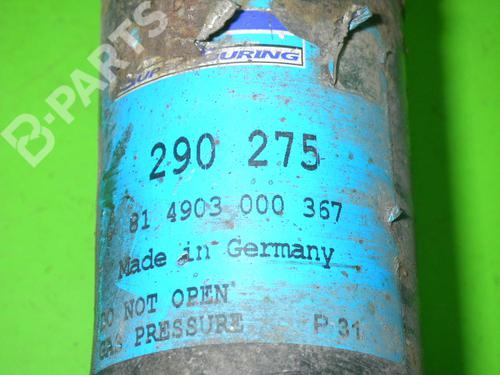 B-PARTS
290 275
81 4903 000 367
Made in Germany
DO NOT OPEN
GAS PRESSURE P 31